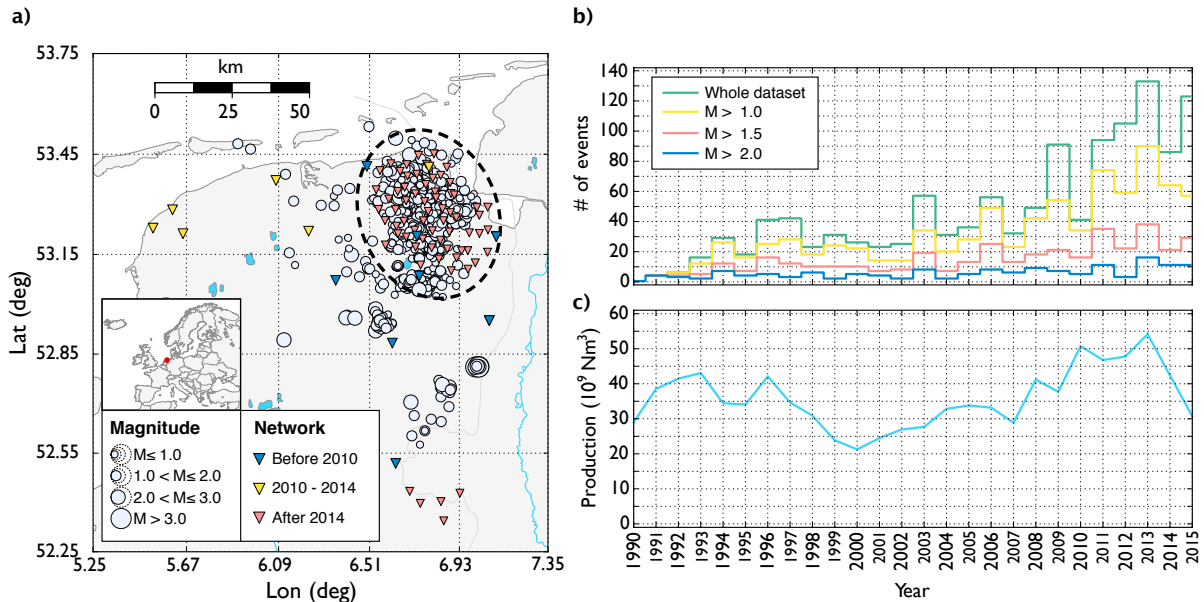 a)
53.75
53.45
53.15
52.85
52.55
52.25
Lat (deg)
km
0 25 50
Magnitude
M≤ 1.0
1.0 < M≤ 2.0
2.0 < M≤ 3.0
M > 3.0
Network
Before 2010
2010 - 2014
After 2014
5.25 5.67 6.09 6.51 6.93 7.35
Lon (deg)
b)
140
120
100
80
60
40
20
0
# of events
Whole dataset
M > 1.0
M > 1.5
M > 2.0
c)
60
50
40
30
20
10
0
Production (10⁹ Nm³)
1990 1991 1992 1993 1994 1995 1996 1997 1998 1999 2000 2001 2002 2003 2004 2005 2006 2007 2008 2009 2010 2011 2012 2013 2014 2015
Year